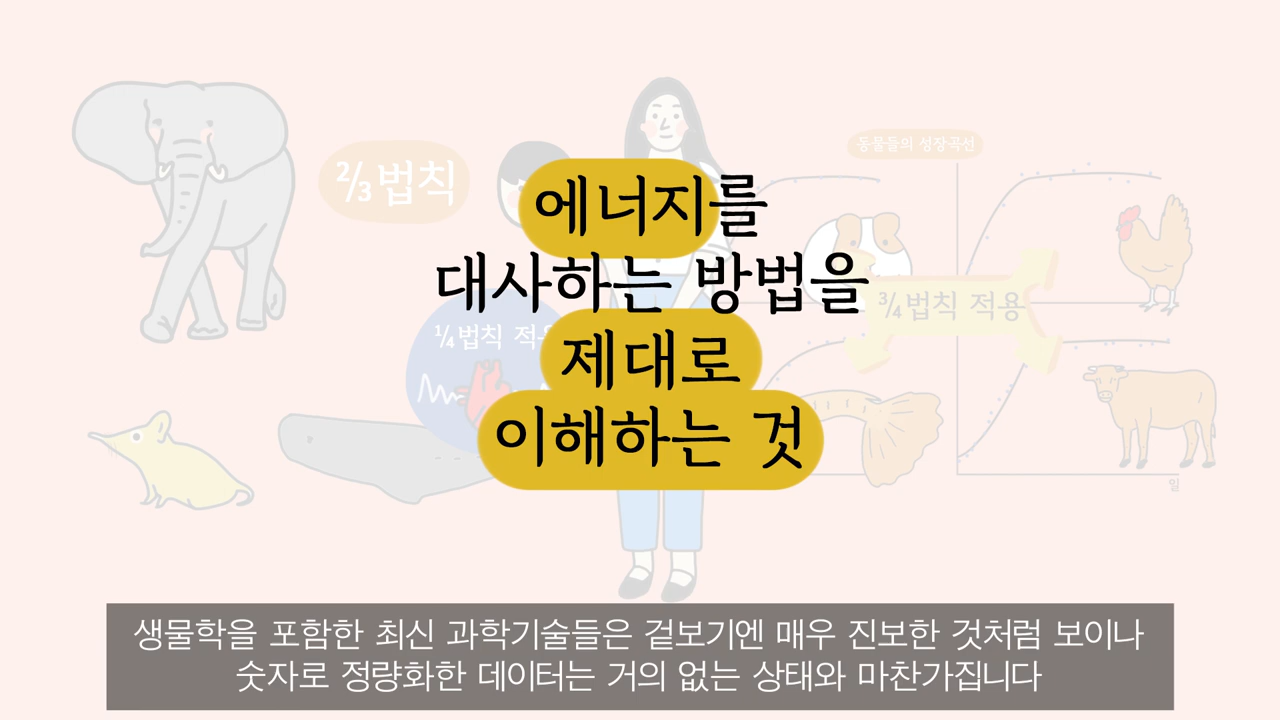 동물들의 성장곡선
⅔법칙
에너지를
대사하는 방법을
¾법칙 적용
¼법칙 적
제대로
이해하는 것
일
생물학을 포함한 최신 과학기술들은 겉보기엔 매우 진보한 것처럼 보이나
숫자로 정량화한 데이터는 거의 없는 상태와 마찬가집니다